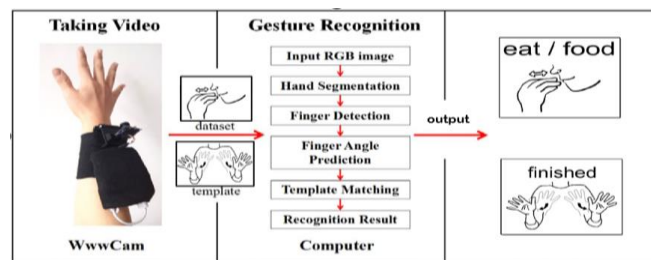 Taking Video
WwwCam
dataset
template
Gesture Recognition
Input RGB image
Hand Segmentation
Finger Detection
Finger Angle
Prediction
Template Matching
Recognition Result
Computer
output
eat / food
finished